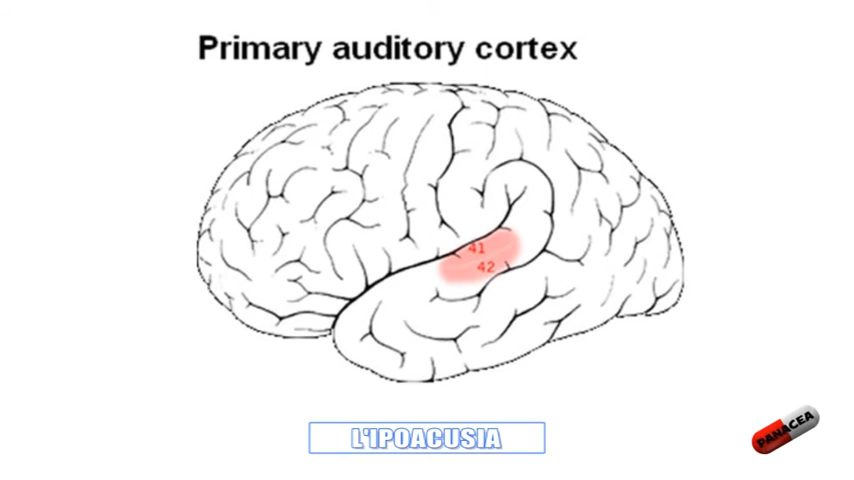 Primary auditory cortex
41
42
L'IPOACUSIA
PANACEA